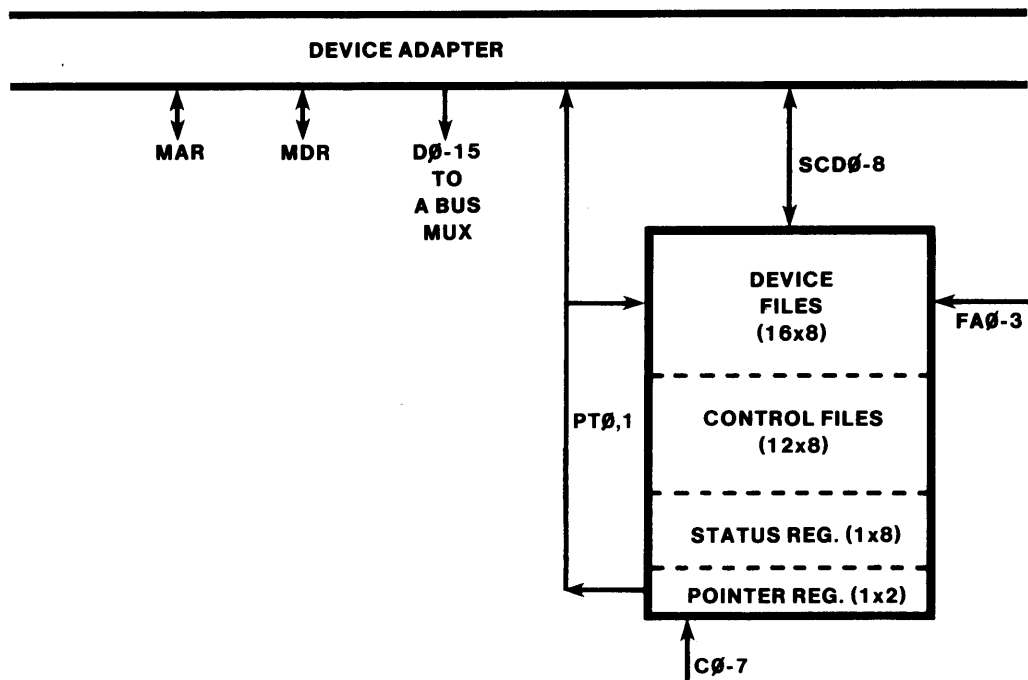 DEVICE ADAPTER
MAR
MDR
DØ-15
TO
A BUS
MUX
SCDØ-8
DEVICE
FILES
(16x8)
FAØ-3
PTØ,1
CONTROL FILES
(12x8)
STATUS REG. (1x8)
POINTER REG. (1x2)
CØ-7